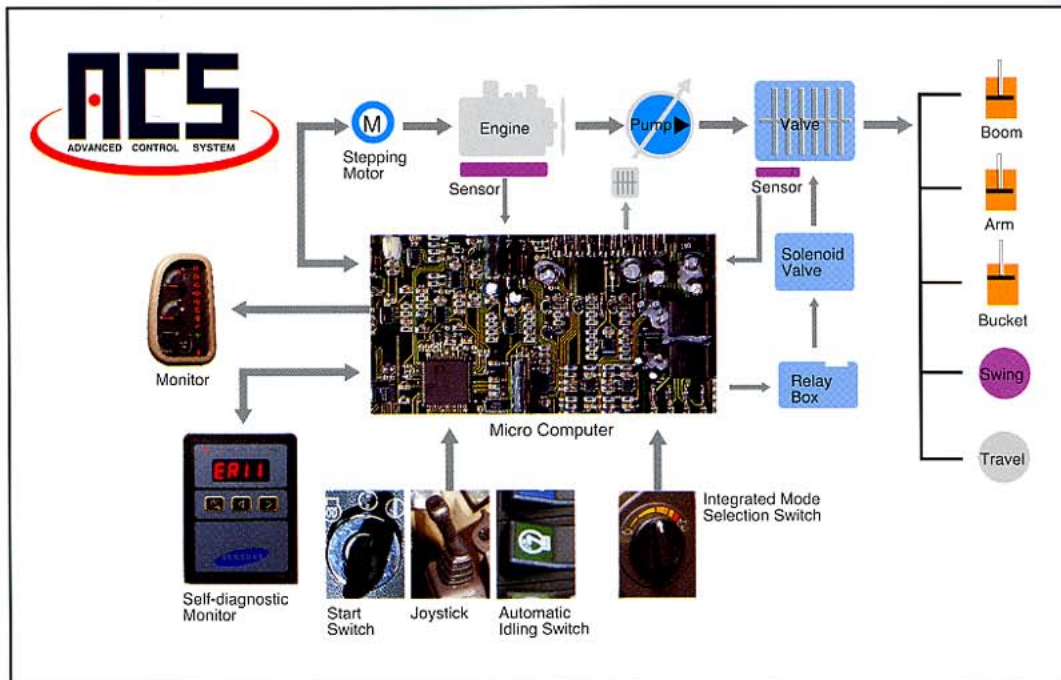 ACS
ADVANCED CONTROL SYSTEM
M
Stepping
Motor
Engine
Sensor
Pump
Valve
Sensor
Boom
Arm
Bucket
Swing
Travel
Solenoid
Valve
Relay
Box
Monitor
Micro Computer
ER11
SAMSUNG
Self-diagnostic
Monitor
Start
Switch
Joystick
Automatic
Idling Switch
Integrated Mode
Selection Switch